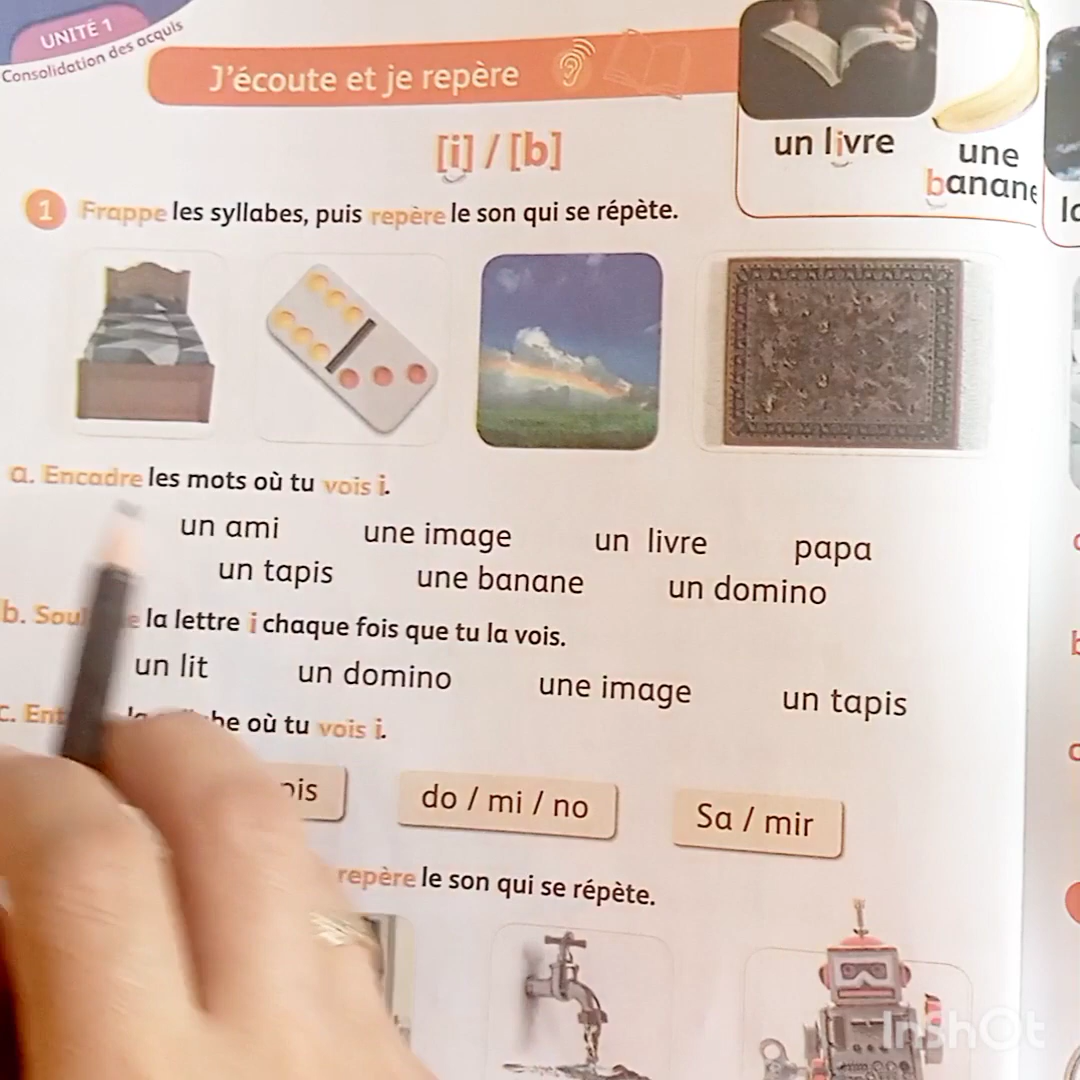 UNITÉ 1
Consolidation des acquis
J'écoute et je repère
[i] / [b]
un livre
une
banane
1 Frappe les syllabes, puis repère le son qui se répète.
a. Encadre les mots où tu vois i.
un ami une image un livre papa
un tapis une banane un domino
b. la lettre i chaque fois que tu la vois.
un lit un domino une image un tapis
c. où tu vois i.
do / mi / no
Sa / mir
repère le son qui se répète.
InshOt